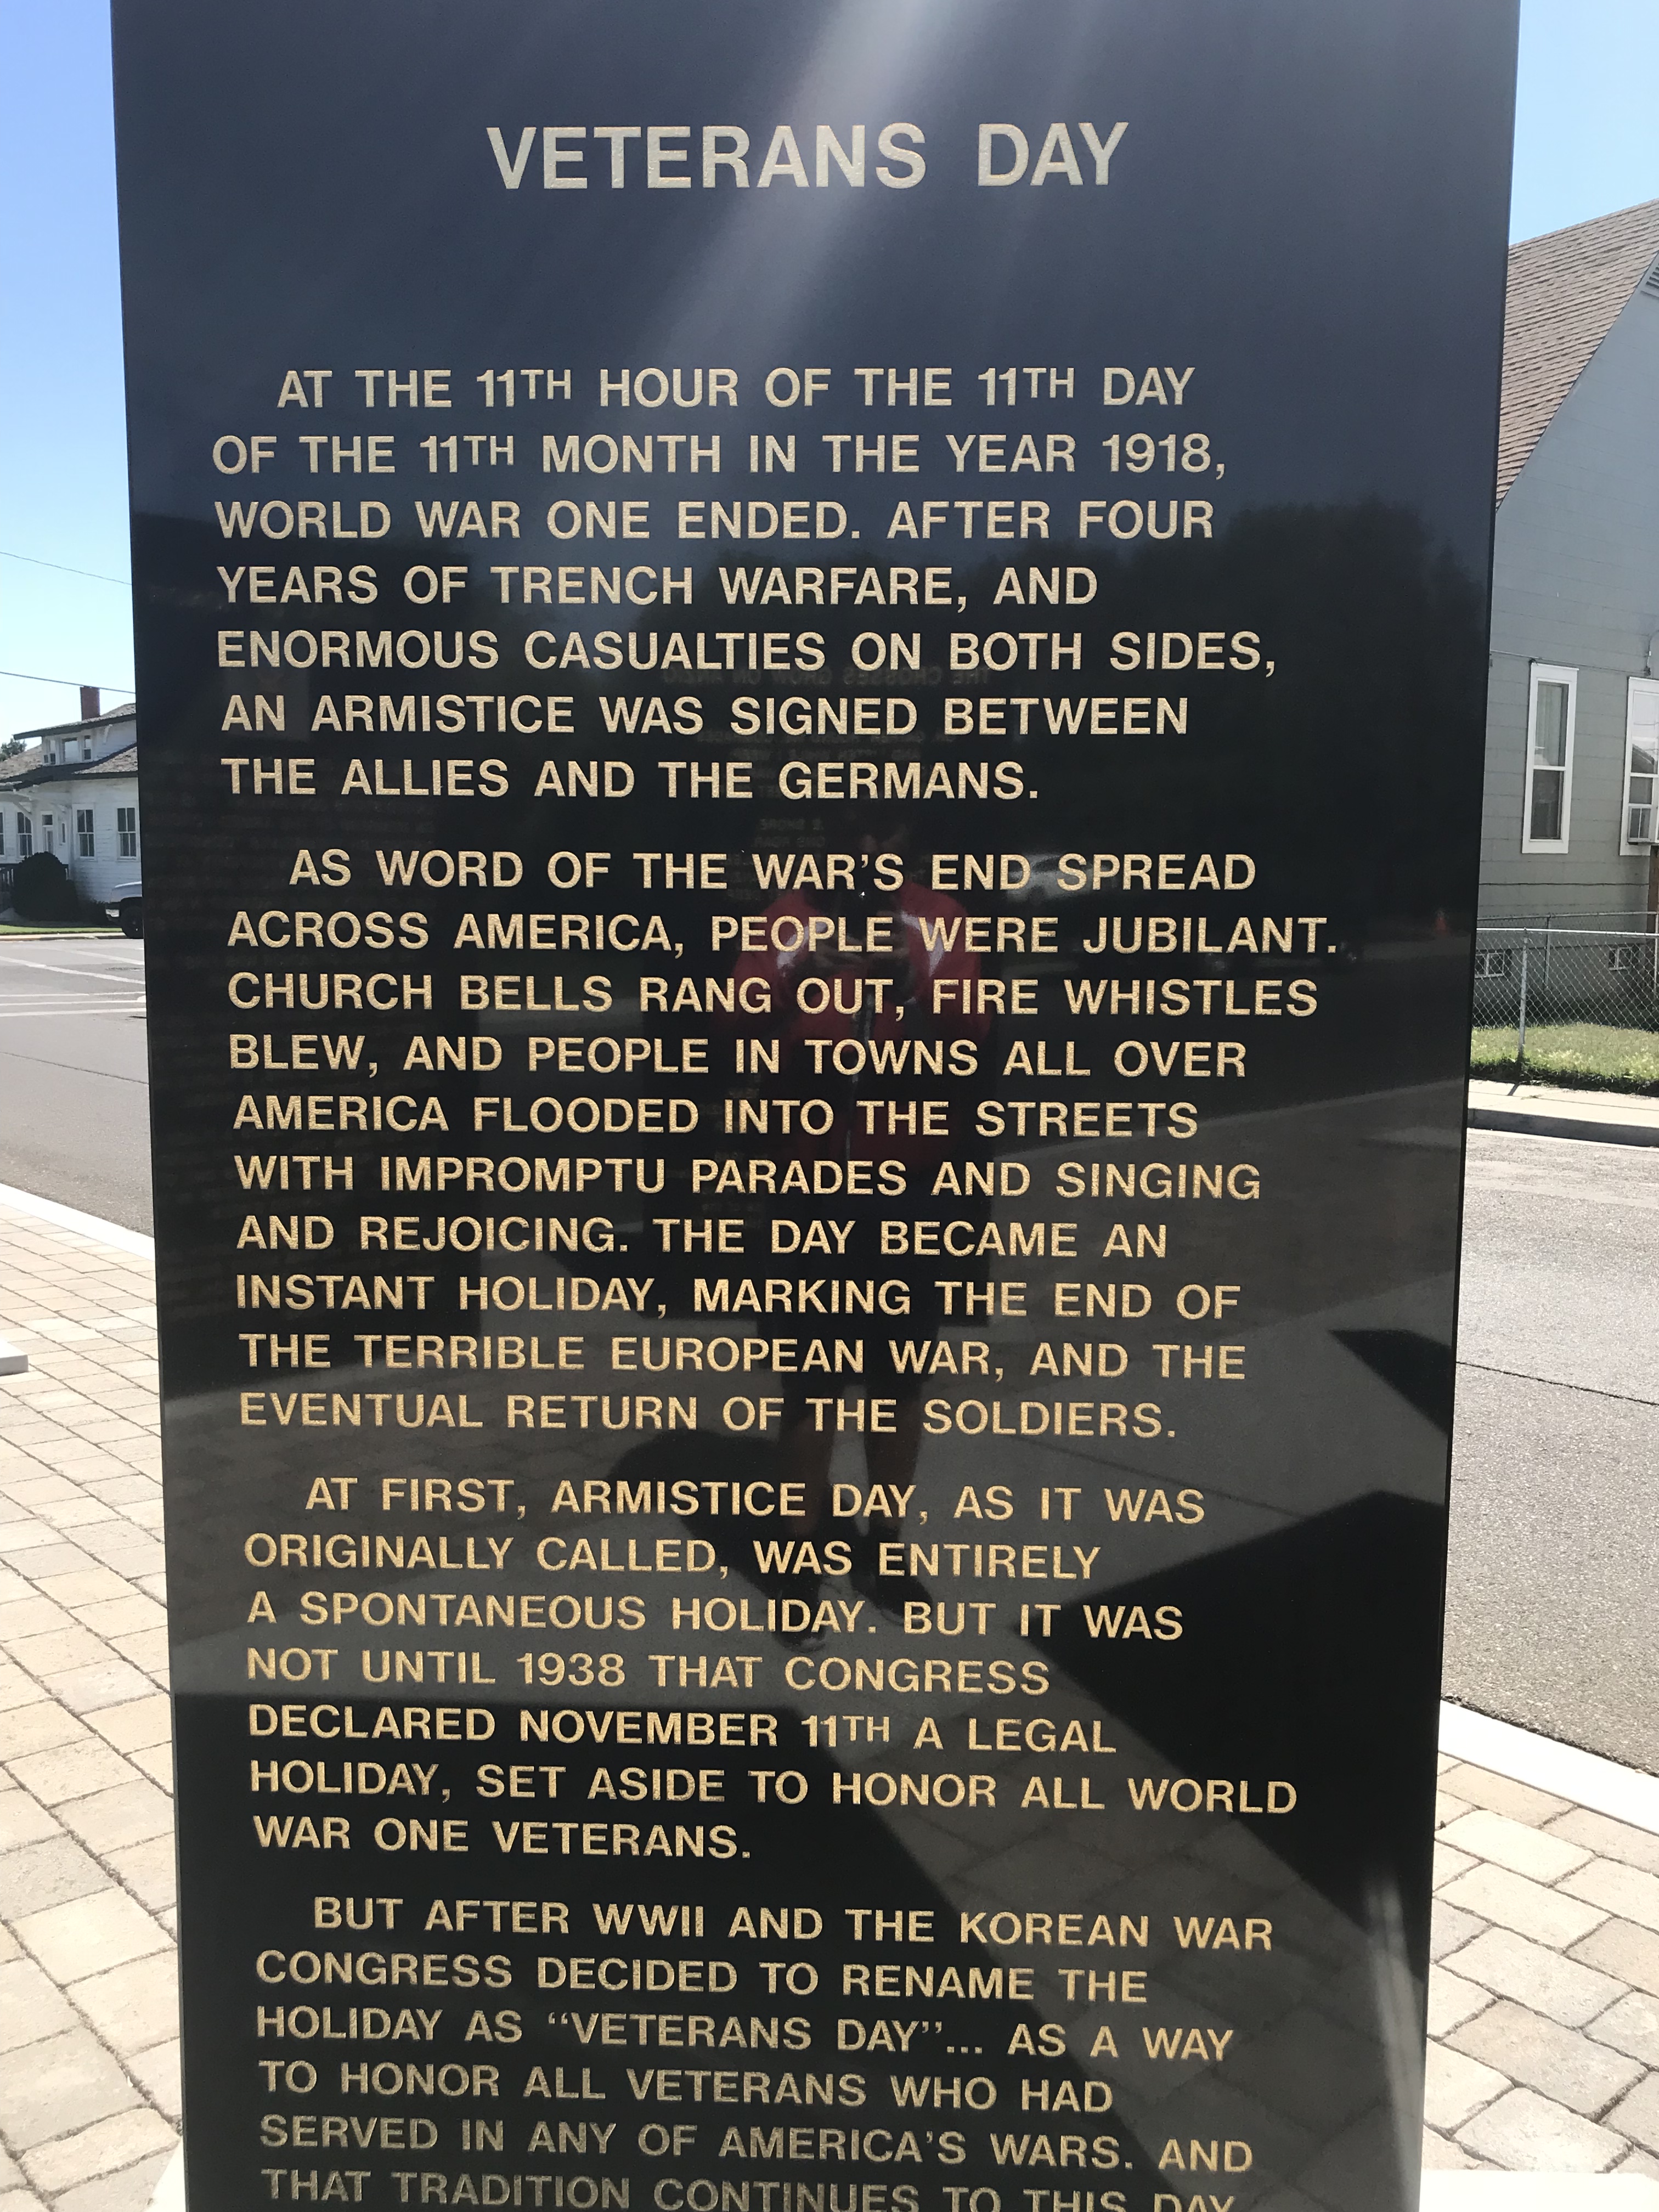 VETERANS DAY
AT THE 11TH HOUR OF THE 11TH DAY
OF THE 11TH MONTH IN THE YEAR 1918,
WORLD WAR ONE ENDED. AFTER FOUR
YEARS OF TRENCH WARFARE, AND
ENORMOUS CASUALTIES ON BOTH SIDES,
AN ARMISTICE WAS SIGNED BETWEEN
THE ALLIES AND THE GERMANS.
AS WORD OF THE WAR'S END SPREAD
ACROSS AMERICA, PEOPLE WERE JUBILANT.
CHURCH BELLS RANG OUT, FIRE WHISTLES
BLEW, AND PEOPLE IN TOWNS ALL OVER
AMERICA FLOODED INTO THE STREETS
WITH IMPROMPTU PARADES AND SINGING
AND REJOICING. THE DAY BECAME AN
INSTANT HOLIDAY, MARKING THE END OF
THE TERRIBLE EUROPEAN WAR, AND THE
EVENTUAL RETURN OF THE SOLDIERS.
AT FIRST, ARMISTICE DAY, AS IT WAS
ORIGINALLY CALLED, WAS ENTIRELY
A SPONTANEOUS HOLIDAY. BUT IT WAS
NOT UNTIL 1938 THAT CONGRESS
DECLARED NOVEMBER 11TH A LEGAL
HOLIDAY, SET ASIDE TO HONOR ALL WORLD
WAR ONE VETERANS.
BUT AFTER WWII AND THE KOREAN WAR
CONGRESS DECIDED TO RENAME THE
HOLIDAY AS “VETERANS DAY”... AS A WAY
TO HONOR ALL VETERANS WHO HAD
SERVED IN ANY OF AMERICA'S WARS. AND
THAT TRADITION CONTINUES TO THIS DAY